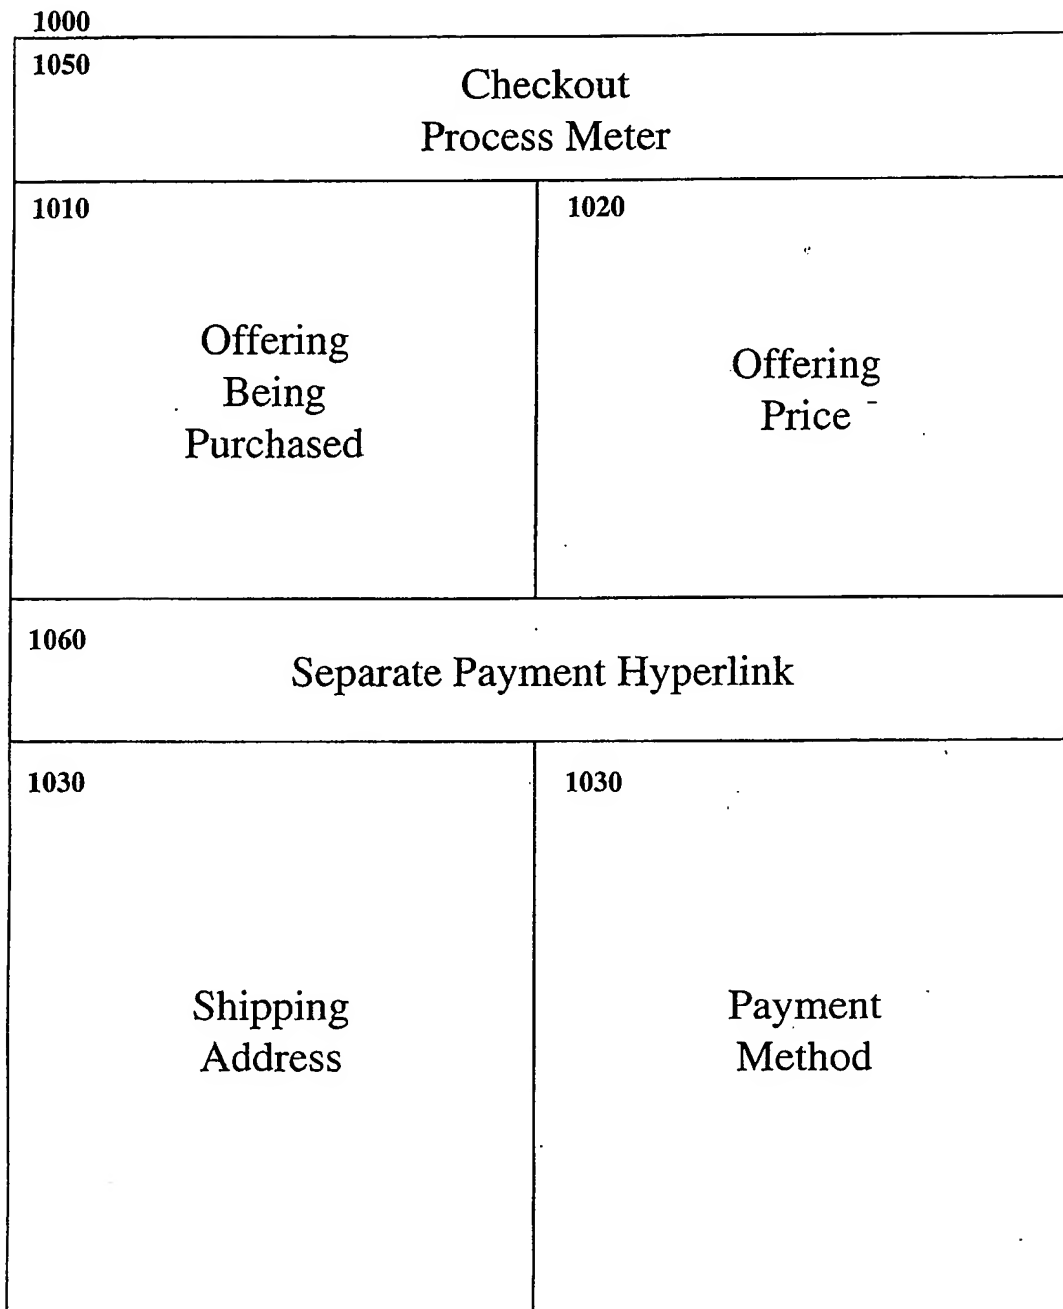 1000
1050
Checkout
Process Meter
1010
1020
Offering
Being
Purchased
Offering
Price
1060
Separate Payment Hyperlink
1030
1030
Shipping
Address
Payment
Method